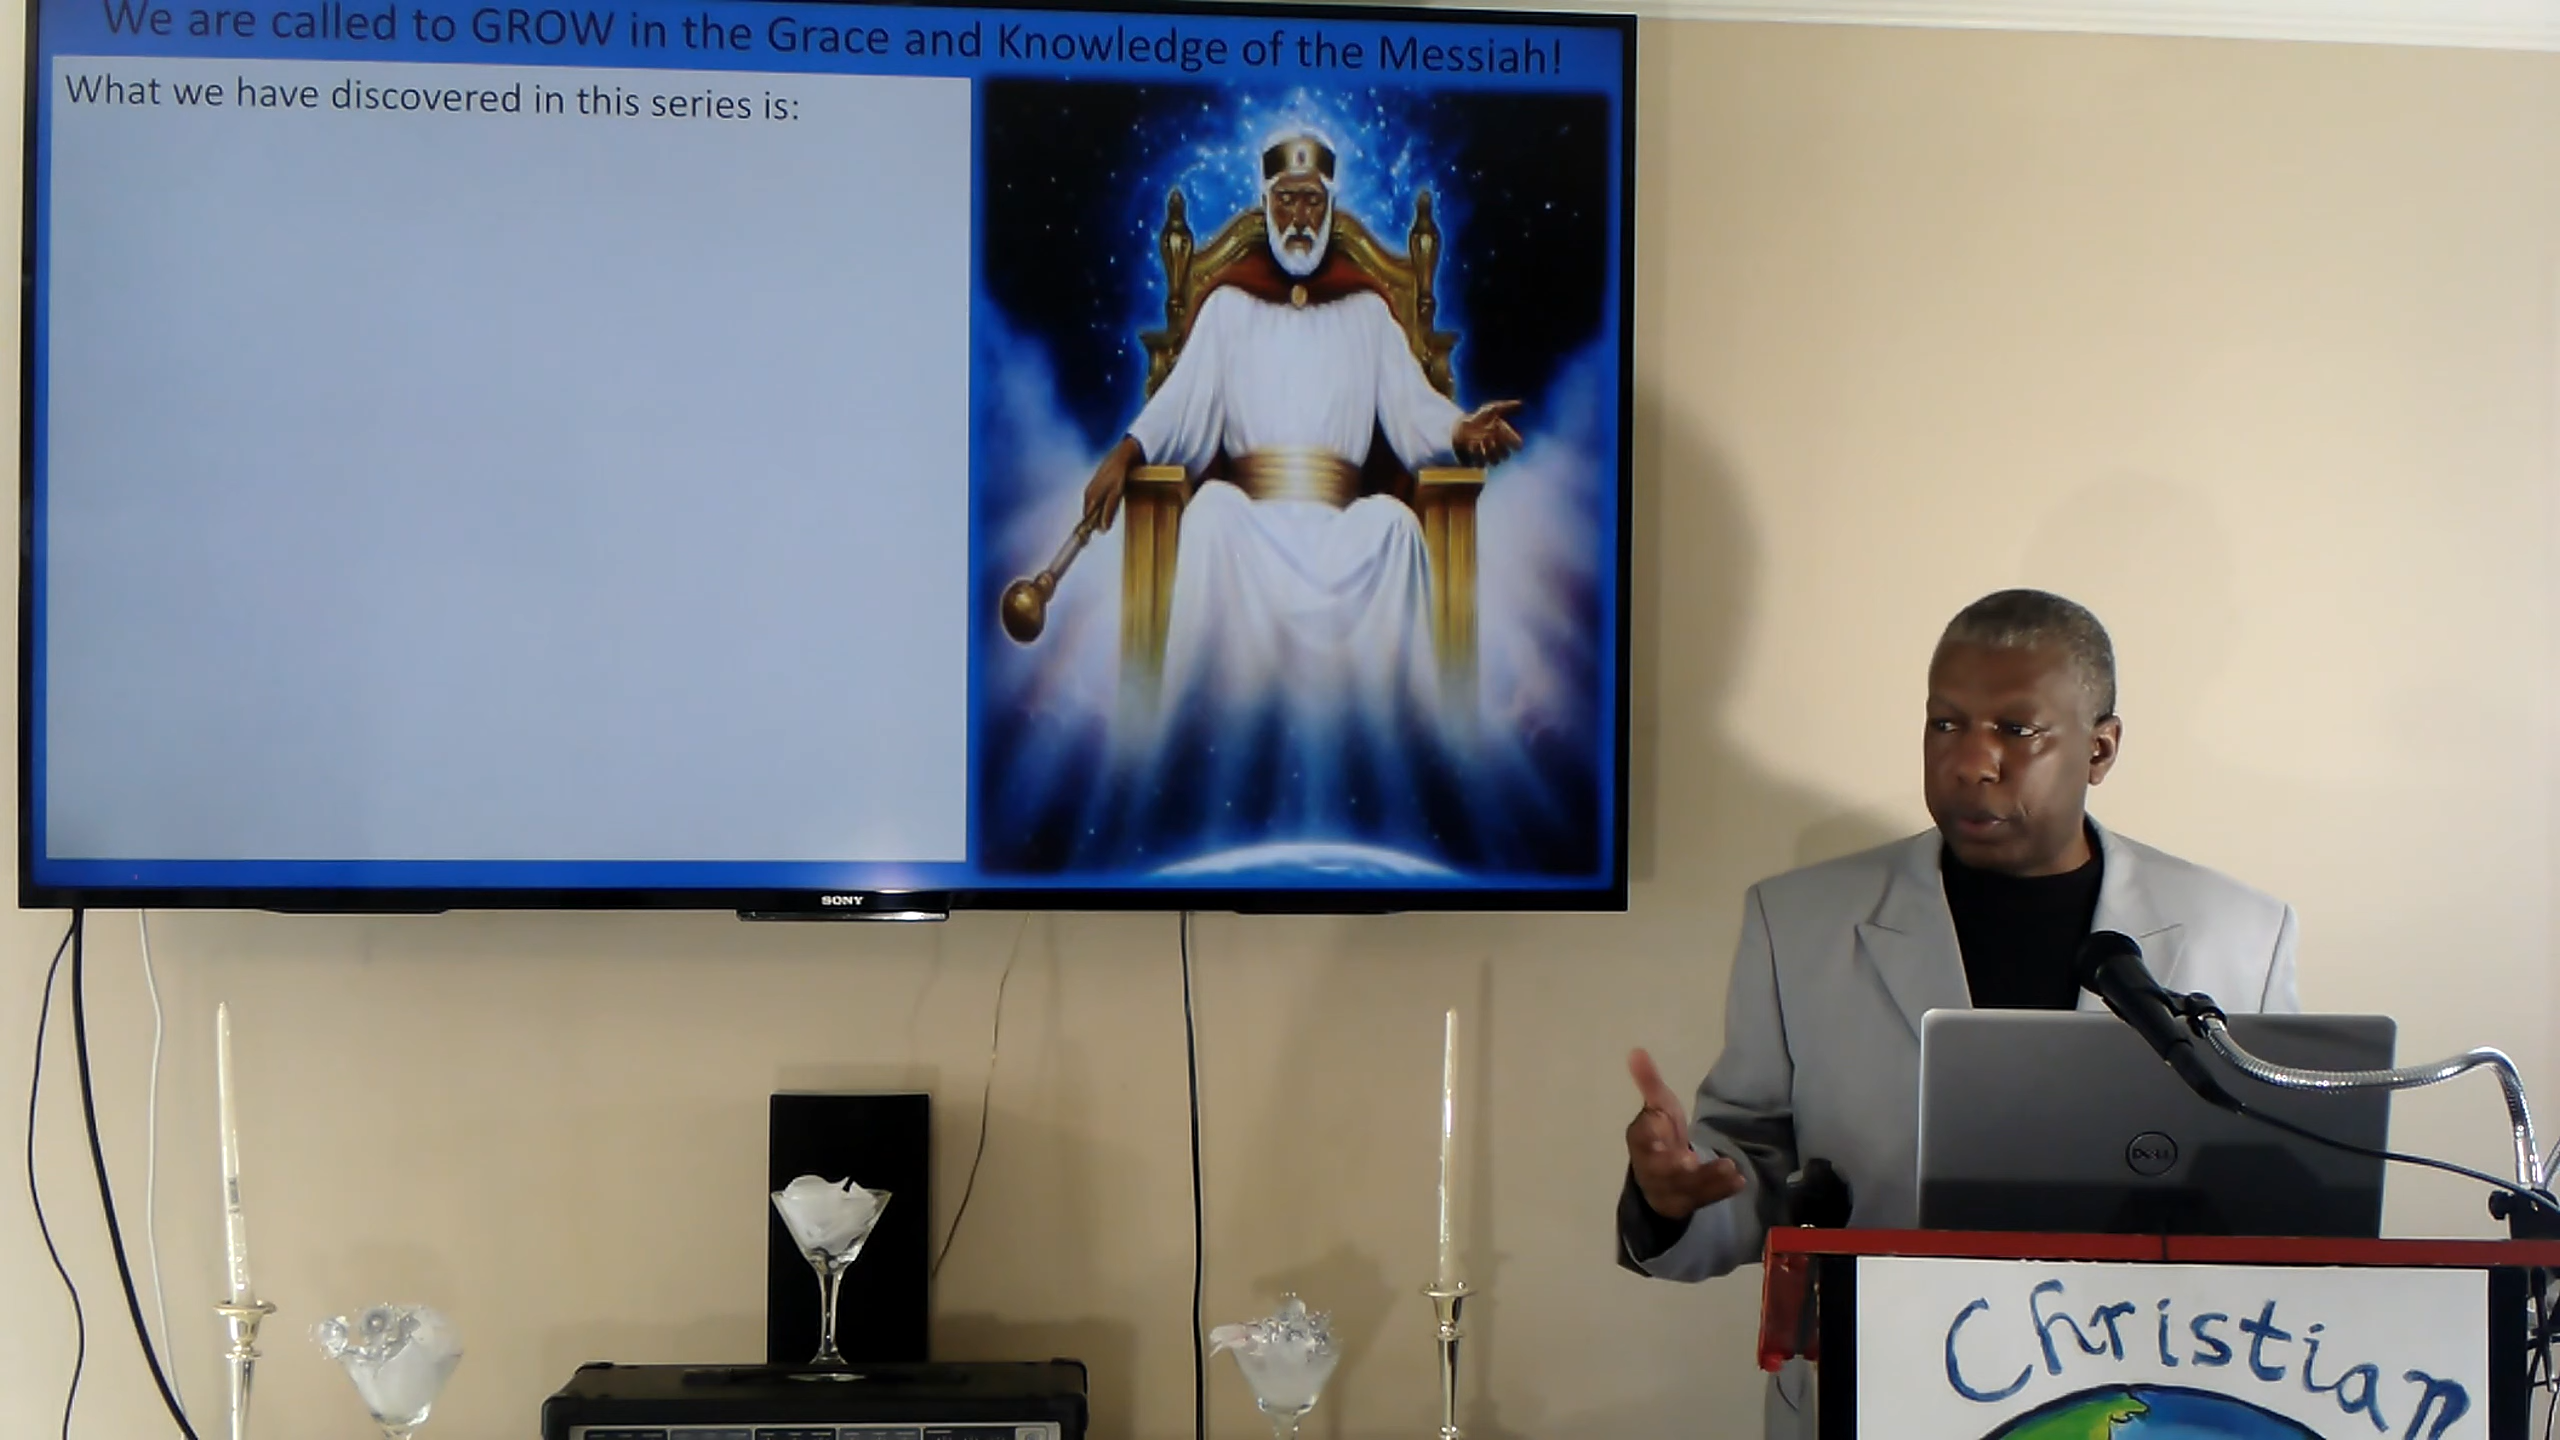 We are called to GROW in the Grace and Knowledge of the Messiah!
What we have discovered in this series is:
SONY
DELL
Christian